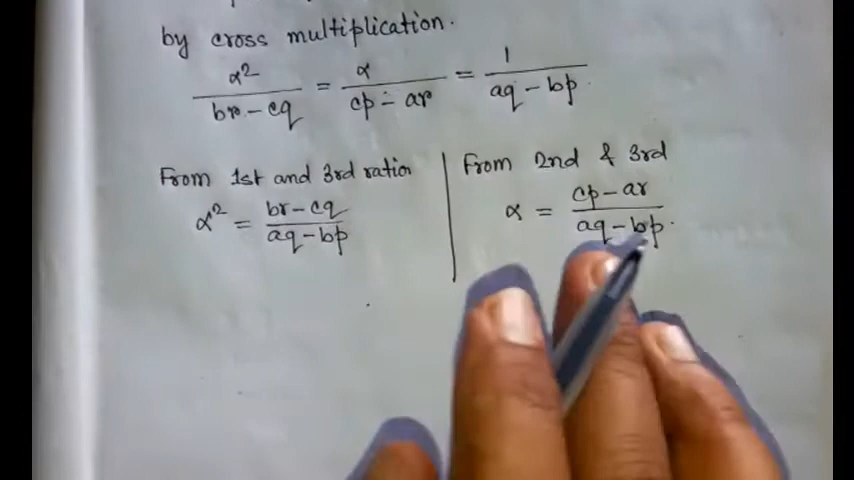 by cross multiplication.
α² / br - cq = α / cp - ar = 1 / aq - bp.
From 1st and 3rd ration
α² = br - cq / aq - bp
From 2nd & 3rd
α = cp - ar / aq - bp.